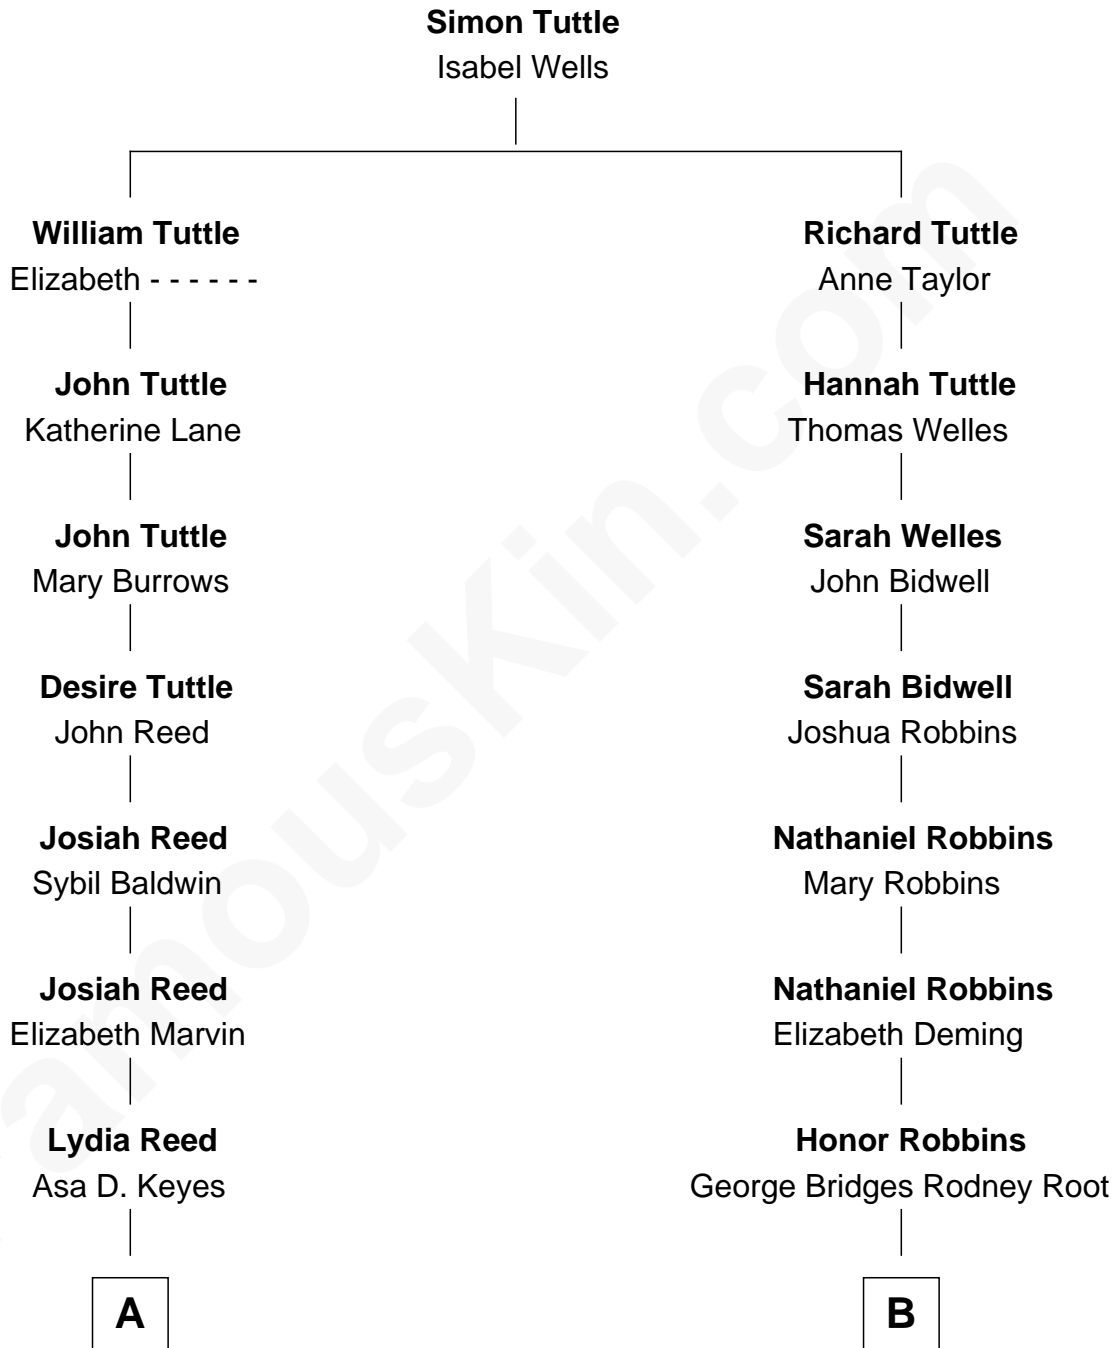 Simon Tuttle
Isabel Wells
William Tuttle
Elizabeth - - - - - -
John Tuttle
Katherine Lane
John Tuttle
Mary Burrows
Desire Tuttle
John Reed
Josiah Reed
Sybil Baldwin
Josiah Reed
Elizabeth Marvin
Lydia Reed
Asa D. Keyes
A
Richard Tuttle
Anne Taylor
Hannah Tuttle
Thomas Welles
Sarah Welles
John Bidwell
Sarah Bidwell
Joshua Robbins
Nathaniel Robbins
Mary Robbins
Nathaniel Robbins
Elizabeth Deming
Honor Robbins
George Bridges Rodney Root
B
amousKin.com